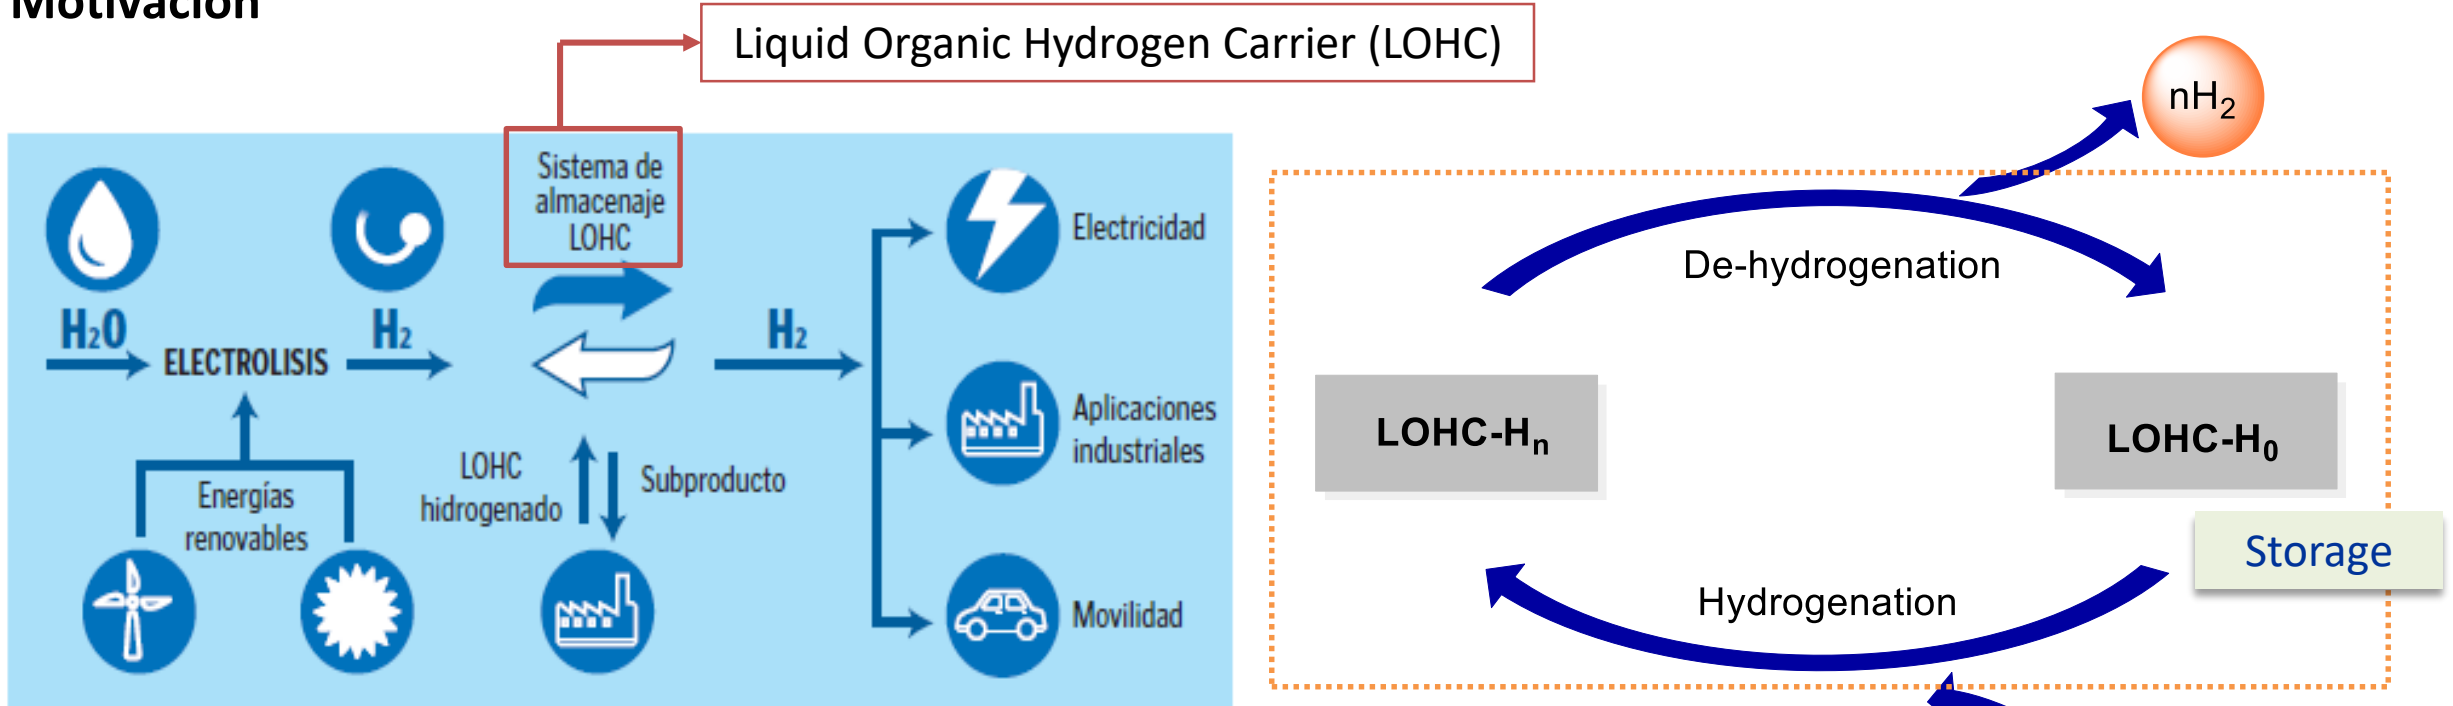 Motivación
Liquid Organic Hydrogen Carrier (LOHC)
Sistema de
almacenaje
LOHC
H₂O
ELECTROLISIS
H₂
H₂
Energías
renovables
LOHC
hidrogenado
Subproducto
Electricidad
Aplicaciones
industriales
Movilidad
nH₂
De-hydrogenation
LOHC-Hₙ
LOHC-H₀
Storage
Hydrogenation